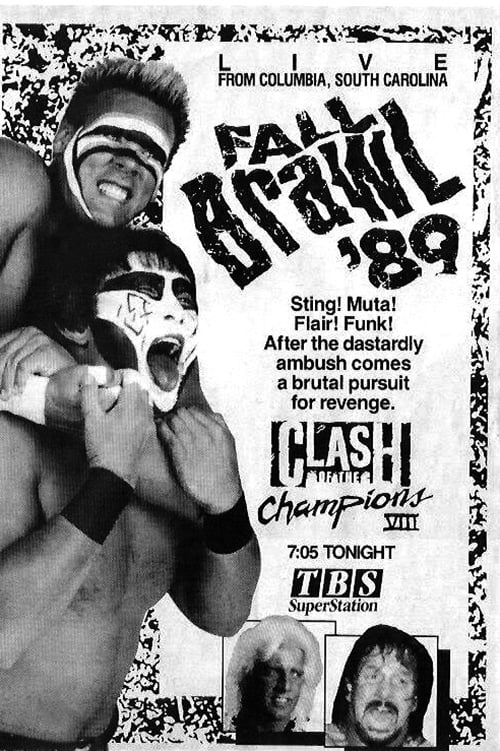 LIVE
FROM COLUMBIA, SOUTH CAROLINA
FALL
BRAWL
'89
Sting! Muta!
Flair! Funk!
After the dastardly
ambush comes
a brutal pursuit
for revenge.
CLASH
OF THE
Champions
VIII
7:05 TONIGHT
TBS
SuperStation